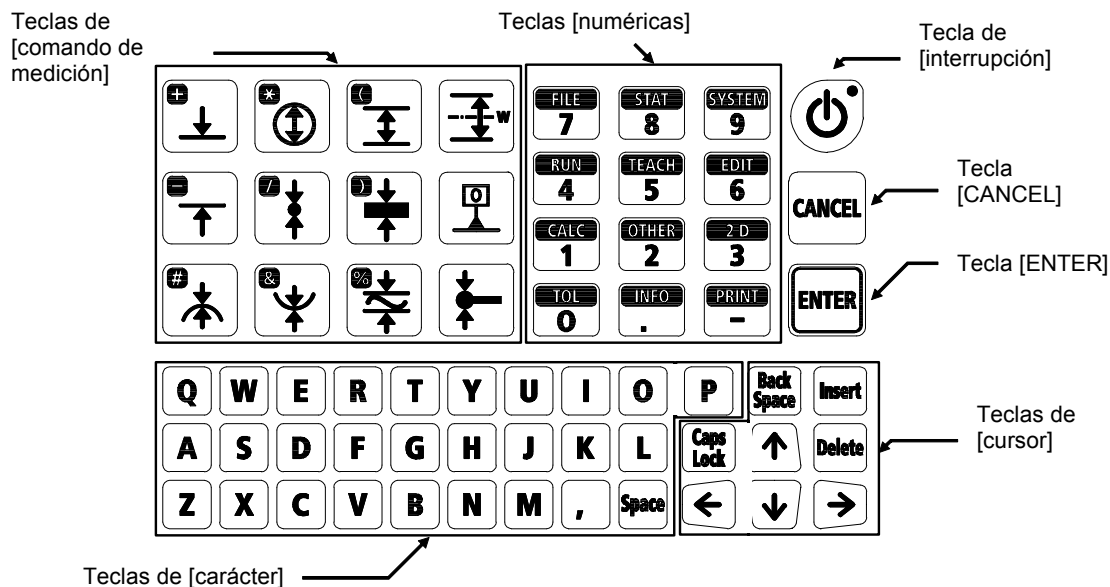 Teclas de
[comando de
medición]
Teclas [numéricas]
Tecla de
[interrupción]
+ * (
W
FILE STAT SYSTEM
7 8 9
- / )
0
RUN TEACH EDIT
4 5 6
CANCEL
Tecla
[CANCEL]
CALC OTHER 2 D
1 2 3
# & %
TOL INFO PRINT
0 . -
ENTER
Tecla [ENTER]
Q W E R T Y U I O P
Back
Space
Insert
A S D F G H J K L
Caps
Lock
Delete
Teclas de
[cursor]
Z X C V B N M , Space
Teclas de [carácter]